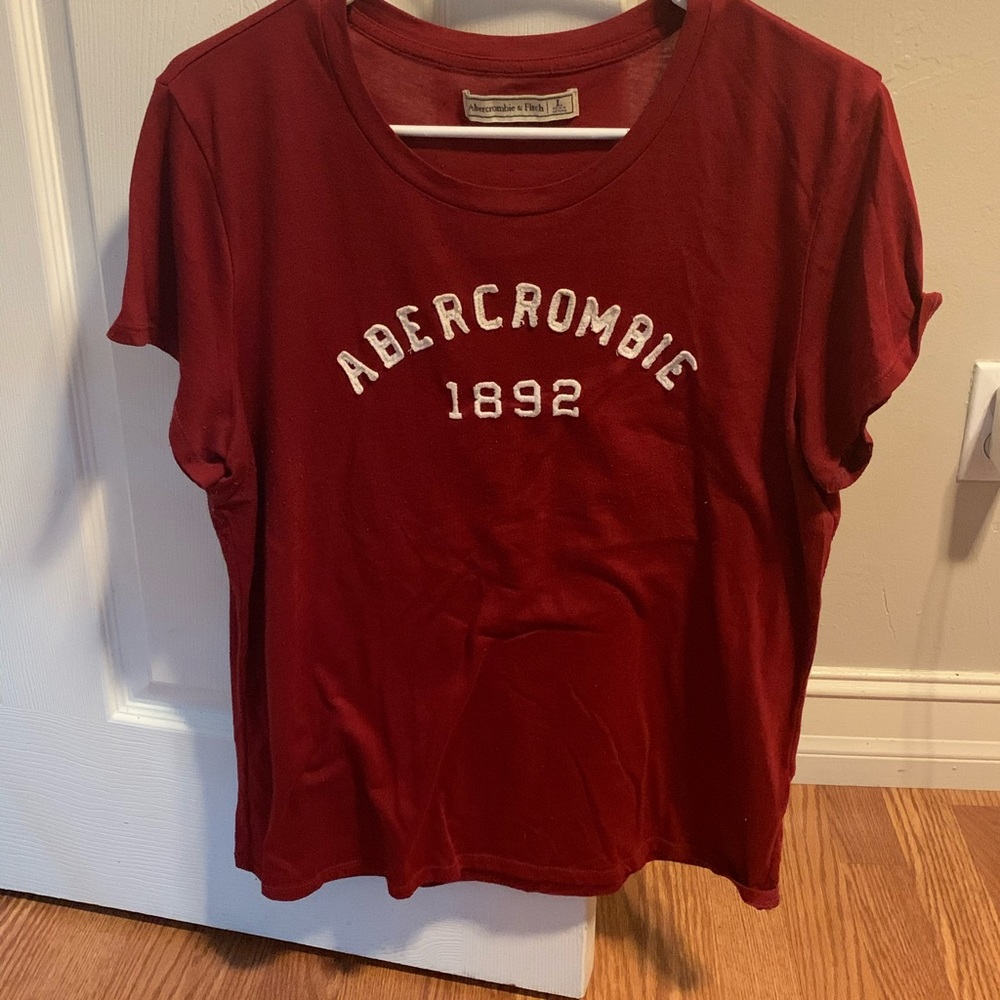 Abercrombie & Fitch L
ABERCROMBIE
1892